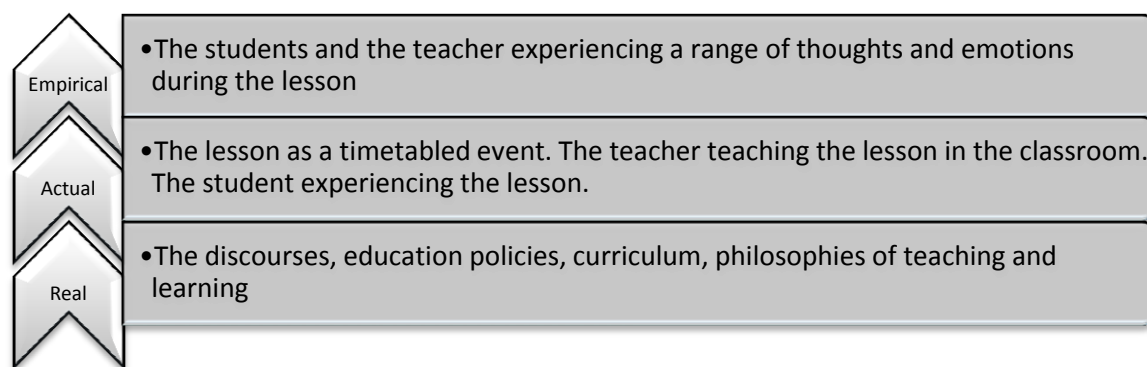 Empirical
•The students and the teacher experiencing a range of thoughts and emotions
during the lesson
Actual
•The lesson as a timetabled event. The teacher teaching the lesson in the classroom.
The student experiencing the lesson.
Real
•The discourses, education policies, curriculum, philosophies of teaching and
learning